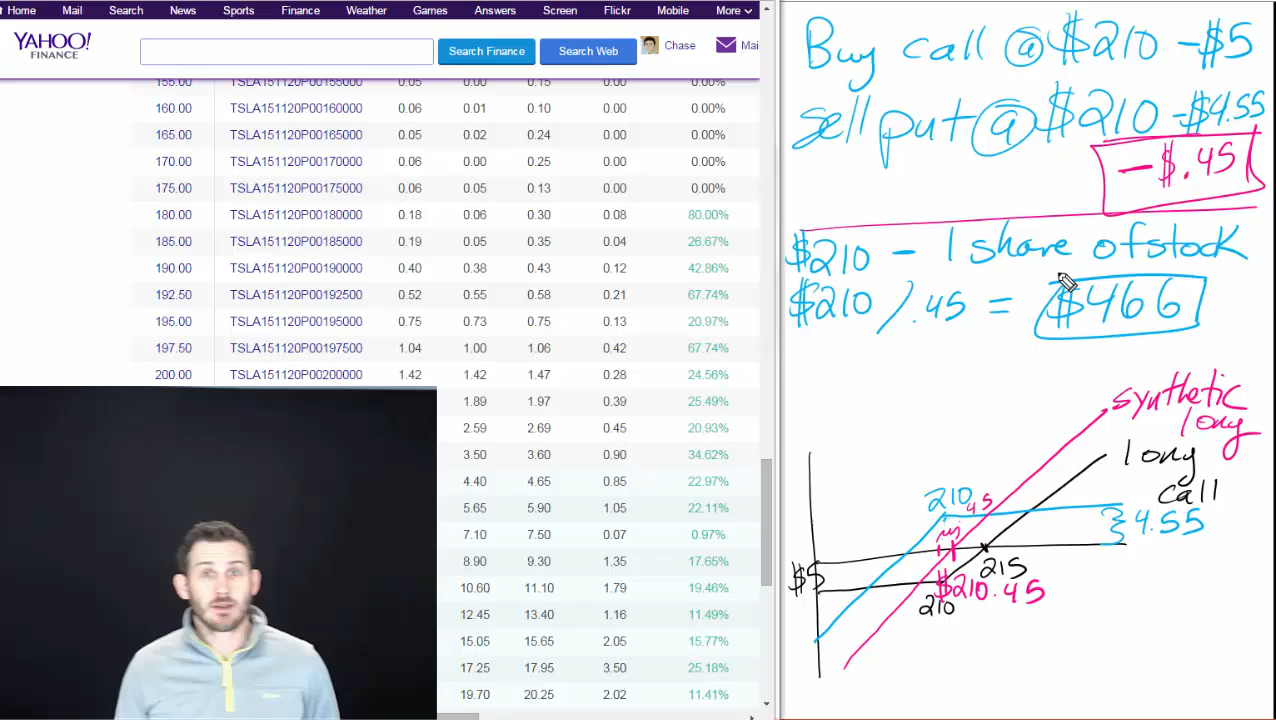 Home Mail Search News Sports Finance Weather Games Answers Screen Flickr Mobile More
YAHOO!
FINANCE
Search Finance Search Web Chase Mai
155.00 TSLA151120P00155000 0.05 0.00 0.15 0.00 0.00%
160.00 TSLA151120P00160000 0.06 0.01 0.10 0.00 0.00%
165.00 TSLA151120P00165000 0.05 0.02 0.24 0.00 0.00%
170.00 TSLA151120P00170000 0.06 0.00 0.25 0.00 0.00%
175.00 TSLA151120P00175000 0.06 0.05 0.13 0.00 0.00%
180.00 TSLA151120P00180000 0.18 0.06 0.30 0.08 80.00%
185.00 TSLA151120P00185000 0.19 0.05 0.35 0.04 26.67%
190.00 TSLA151120P00190000 0.40 0.38 0.43 0.12 42.86%
192.50 TSLA151120P00192500 0.52 0.55 0.58 0.21 67.74%
195.00 TSLA151120P00195000 0.75 0.73 0.75 0.13 20.97%
197.50 TSLA151120P00197500 1.04 1.00 1.06 0.42 67.74%
200.00 TSLA151120P00200000 1.42 1.42 1.47 0.28 24.56%
1.89 1.97 0.39 25.49%
2.59 2.69 0.45 20.93%
3.50 3.60 0.90 34.62%
4.40 4.65 0.85 22.97%
5.65 5.90 1.05 22.11%
7.10 7.50 0.07 0.97%
8.90 9.30 1.35 17.65%
10.60 11.10 1.79 19.46%
12.45 13.40 1.16 11.49%
15.05 15.65 2.05 15.77%
17.25 17.95 3.50 25.18%
19.70 20.25 2.02 11.41%
Buy call @ $210 -$5
sell put @ $210 -$4.55
-$.45
$210 - 1 share of stock
$210 /.45 = $466
synthetic
long
long
call
210
.45
4.55
$5
215
$210.45
210